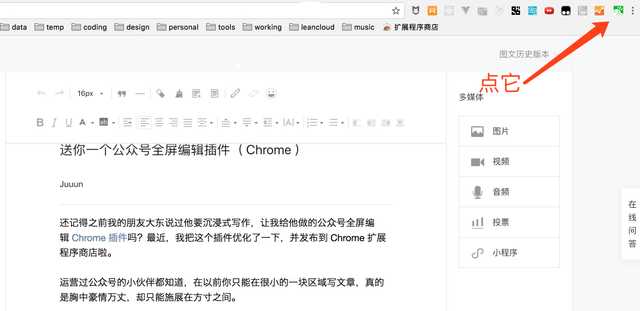 data temp coding design personal tools working leancloud music 扩展程序商店
图文历史版本
点它
16px
B I U A ab
多媒体
图片
视频
音频
投票
小程序
在线问答
送你一个公众号全屏编辑插件（Chrome）
Juuun
还记得之前我的朋友大东说过他要沉浸式写作，让我给他做的公众号全屏编
辑 Chrome 插件吗？最近，我把这个插件优化了一下，并发布到 Chrome 扩展
程序商店啦。
运营过公众号的小伙伴都知道，在以前你只能在很小的一块区域写文章，真的
是胸中豪情万丈，却只能施展在方寸之间。